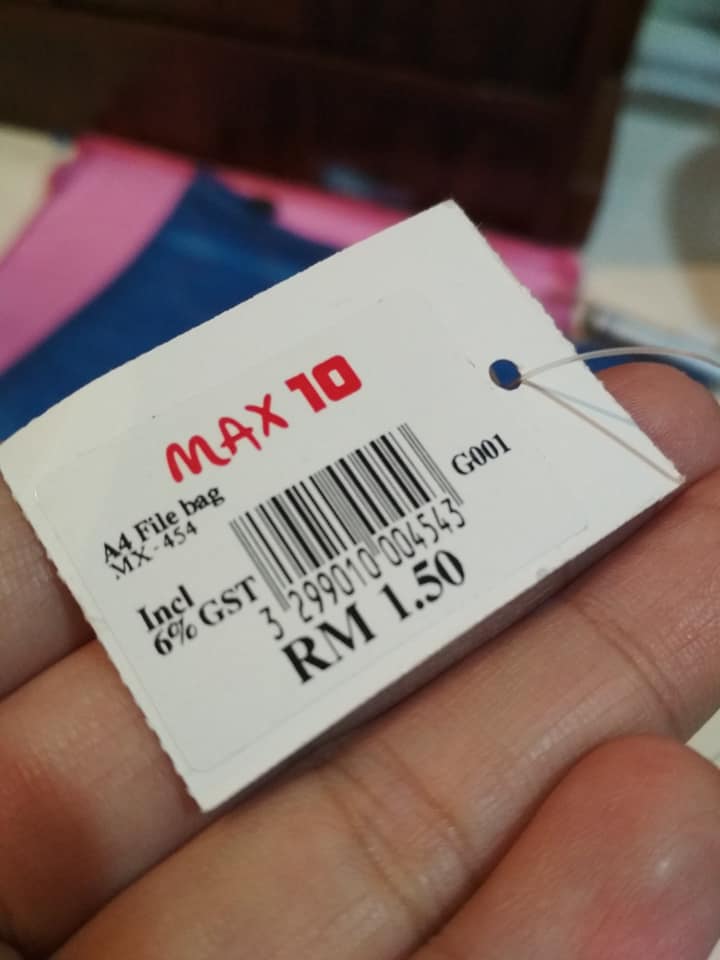 MAX 10
A4 File bag
MX-454
G001
Incl
6% GST
3 299010 004543
RM 1.50